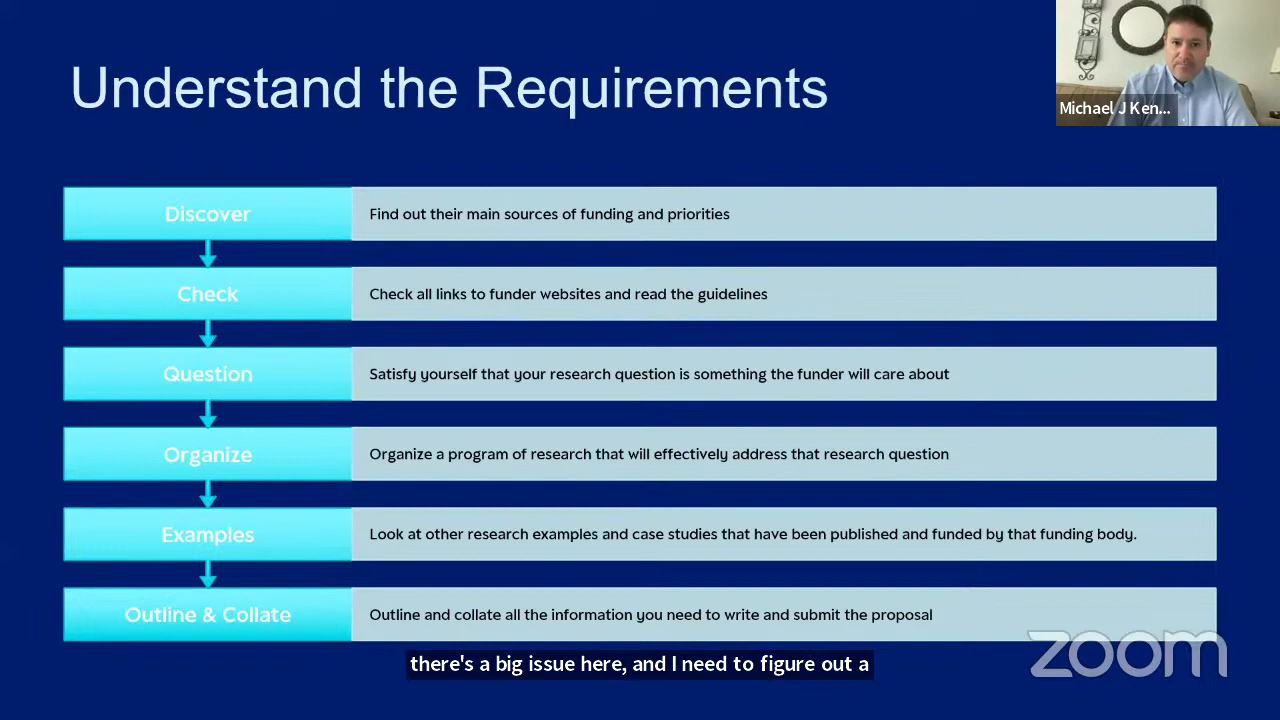 Understand the Requirements
Michael J Ken...
Discover
Find out their main sources of funding and priorities
Check
Check all links to funder websites and read the guidelines
Question
Satisfy yourself that your research question is something the funder will care about
Organize
Organize a program of research that will effectively address that research question
Examples
Look at other research examples and case studies that have been published and funded by that funding body.
Outline & Collate
Outline and collate all the information you need to write and submit the proposal
there's a big issue here, and I need to figure out a
zoom